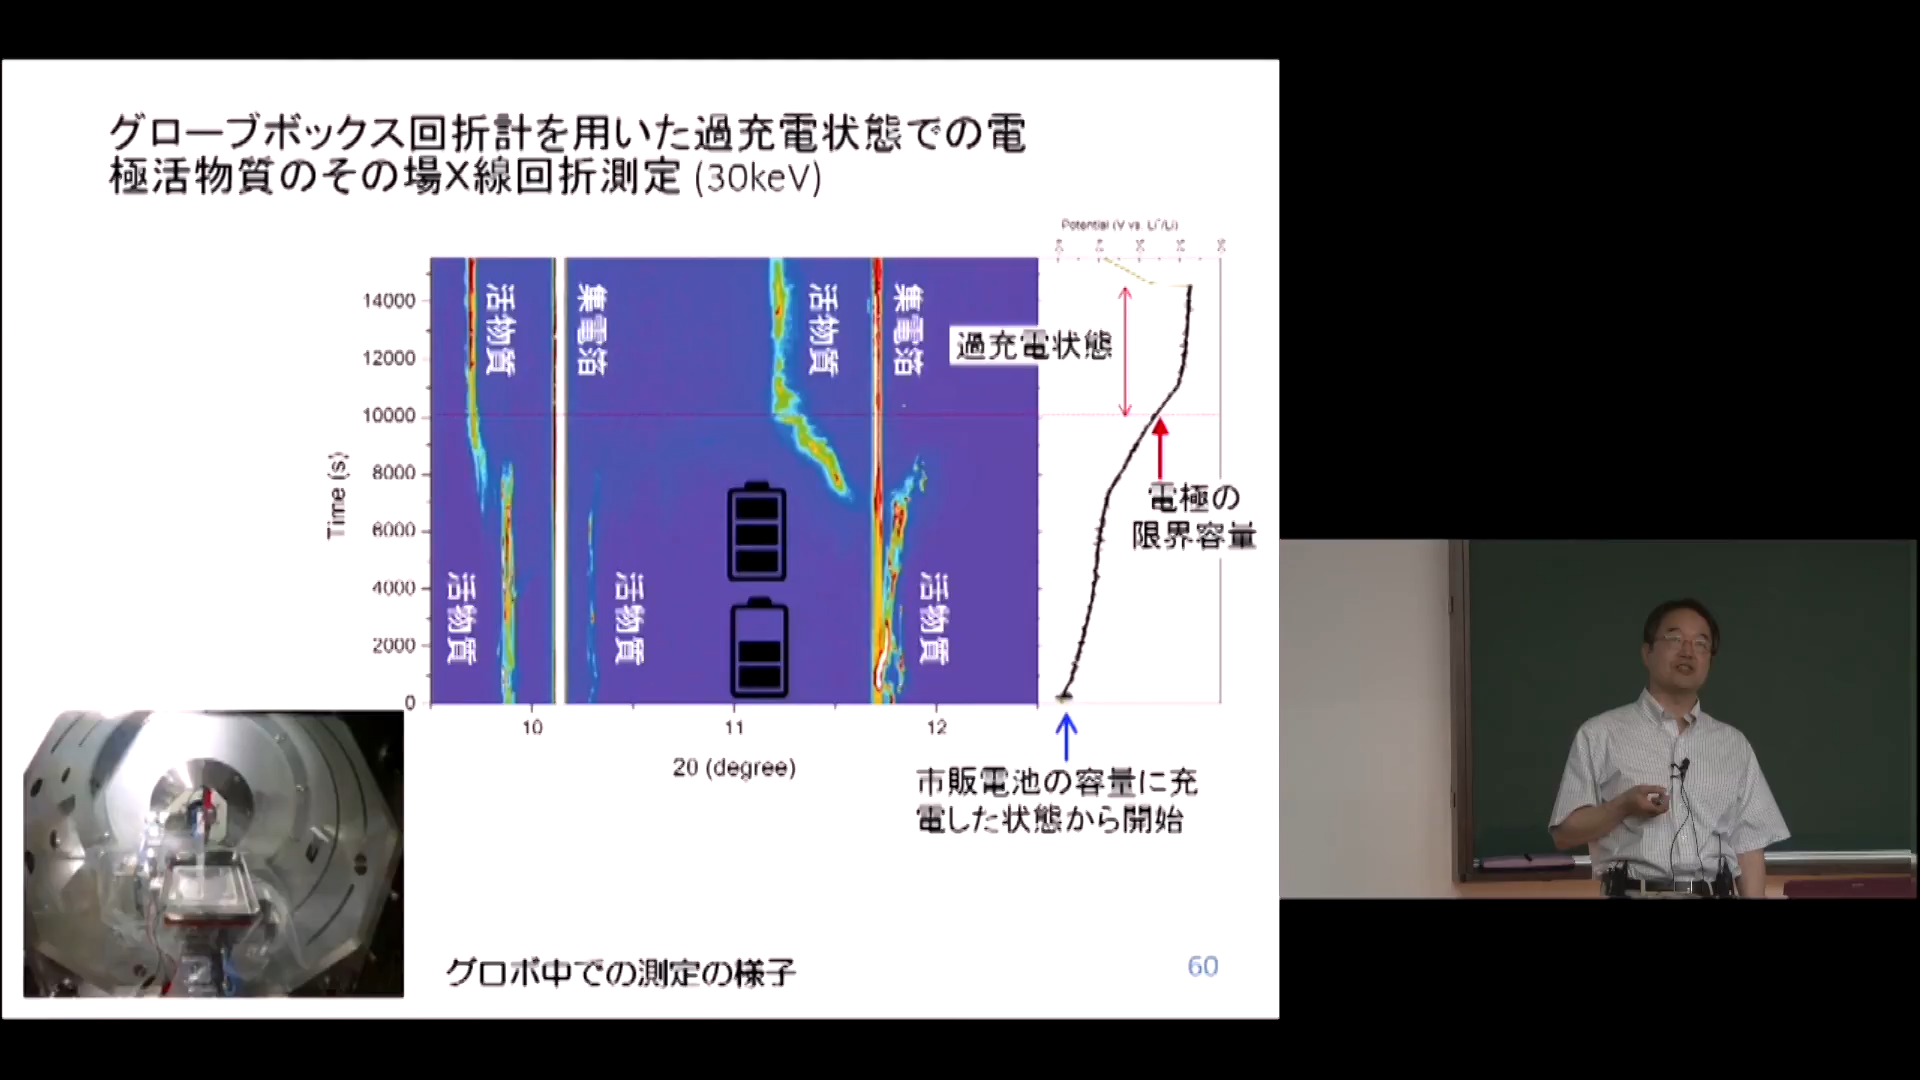 グローブボックス回折計を用いた過充電状態での電
極活物質のその場X線回折測定 (30keV)
Potential (V vs. Li⁺/Li)
14000
12000
10000
8000
6000
4000
2000
0
Time (s)
活物質
集電箔
活物質
集電箔
活物質
活物質
活物質
過充電状態
電極の
限界容量
10
11
12
2θ (degree)
市販電池の容量に充
電した状態から開始
グロボ中での測定の様子
60